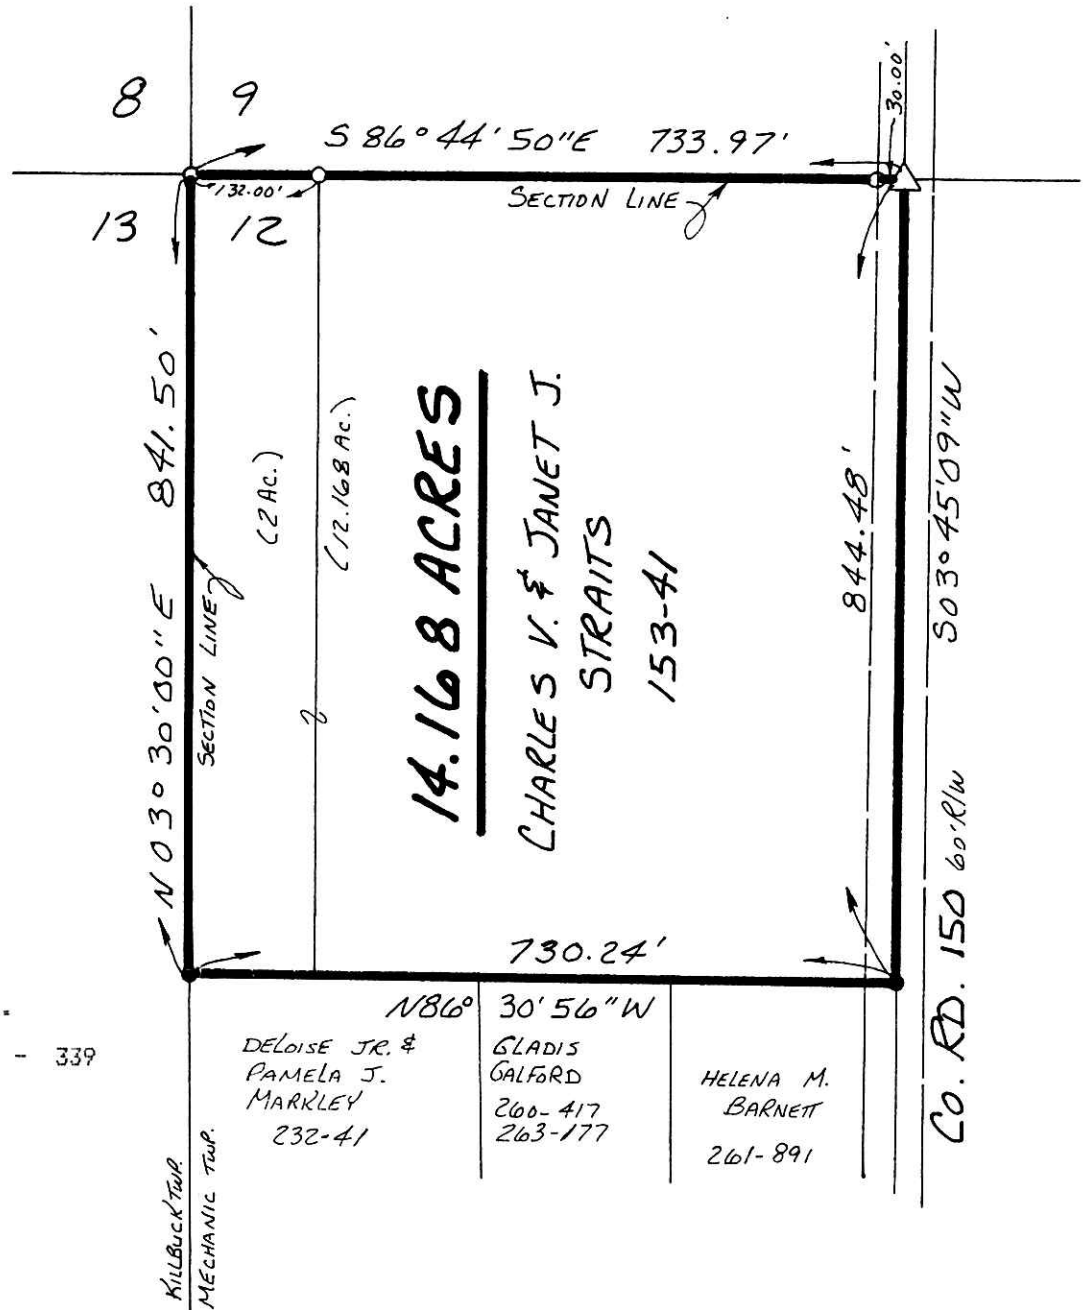 8 9
30.00'
S 86° 44' 50" E 733.97'
132.00'
SECTION LINE
13 12
N 03° 30' 00" E 841.50'
SECTION LINE
(2 Ac.)
(12.168 Ac.)
14.168 ACRES
CHARLES V. & JANET J.
STRAITS
153-41
844.48'
S 03° 45' 09" W
CO. RD. 150 60' R/W
730.24'
N86° 30' 56" W
- 339
DELOISE JR. &
PAMELA J.
MARKLEY
232-41
GLADIS
GALFORD
260-417
263-177
HELENA M.
BARNETT
261-891
KILLBUCK TWP.
MECHANIC TWP.